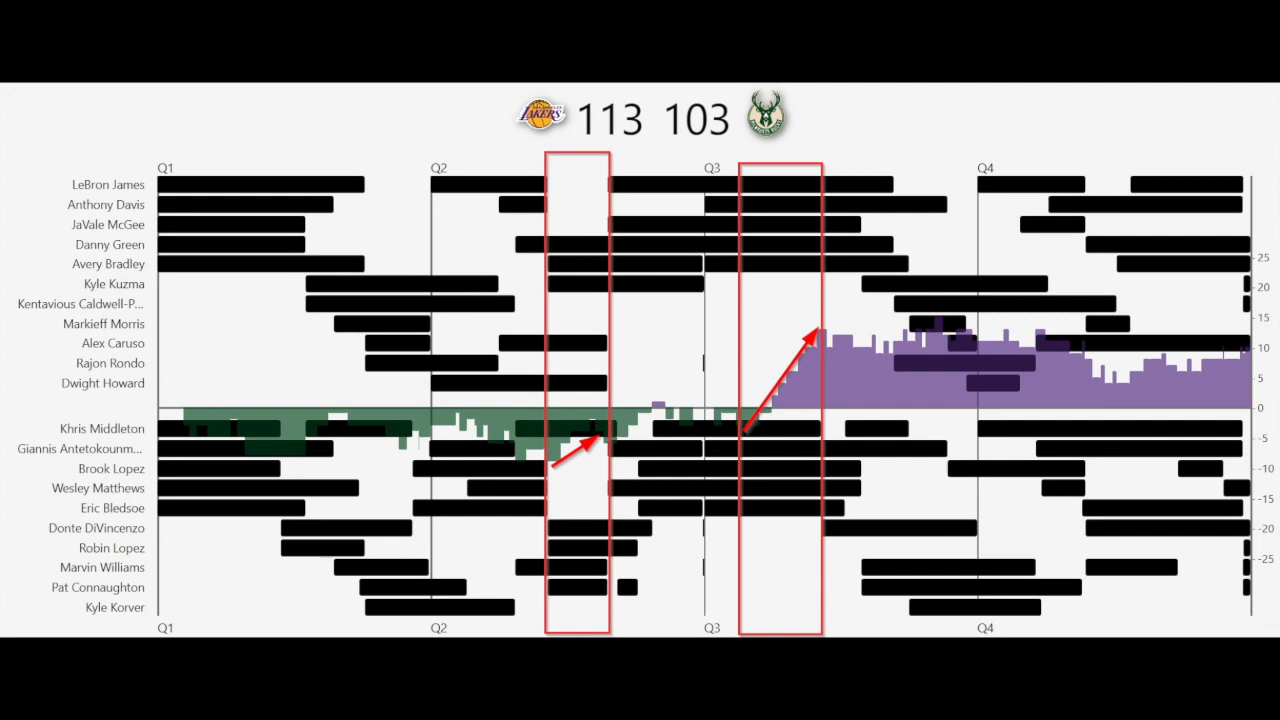 LAKERS
113 103
Q1 Q2 Q3 Q4
LeBron James
Anthony Davis
JaVale McGee
Danny Green
Avery Bradley
25
Kyle Kuzma
20
Kentavious Caldwell-P...
15
Markieff Morris
Alex Caruso
10
Rajon Rondo
5
Dwight Howard
0
Khris Middleton
-5
Giannis Antetokounm...
-10
Brook Lopez
Wesley Matthews
-15
Eric Bledsoe
-20
Donte DiVincenzo
Robin Lopez
-25
Marvin Williams
Pat Connaughton
Kyle Korver
Q1 Q2 Q3 Q4